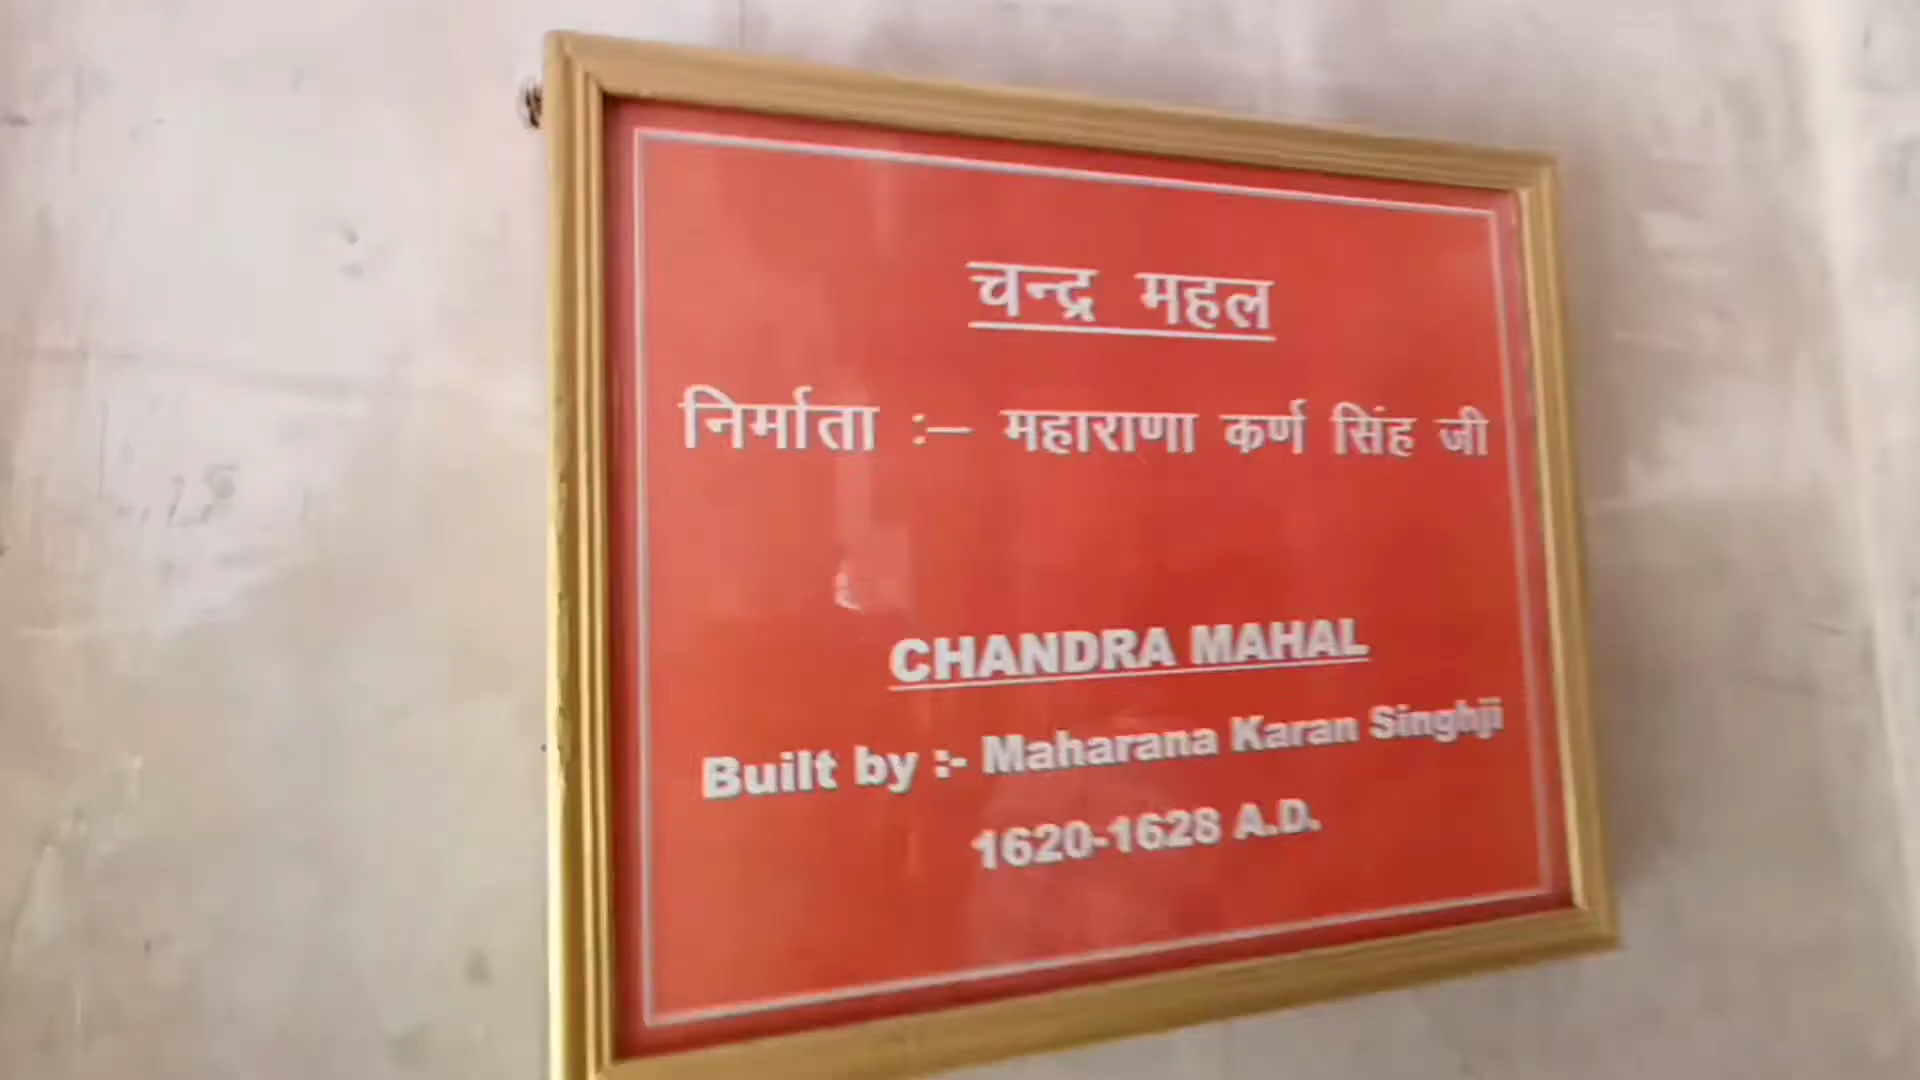 चन्द्र महल
निर्माता :– महाराणा कर्ण सिंह जी
CHANDRA MAHAL
Built by :- Maharana Karan Singhji
1620-1628 A.D.